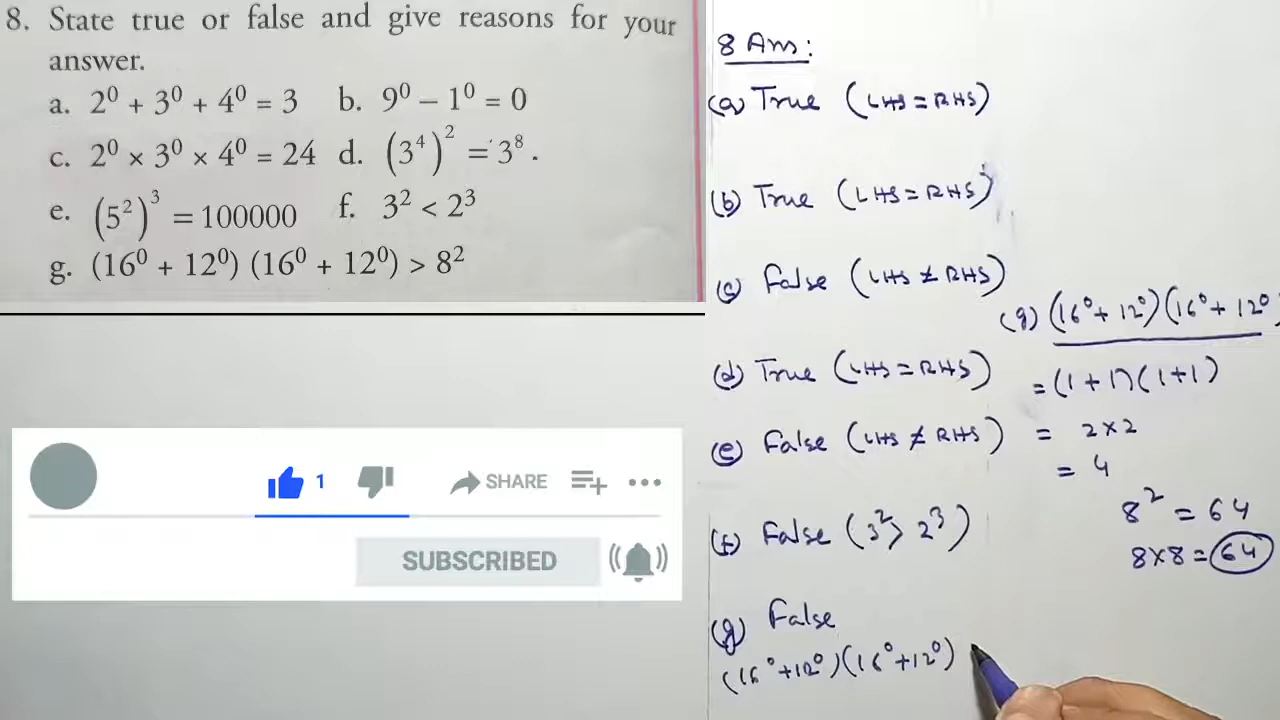 8. State true or false and give reasons for your
answer.
a. 2⁰ + 3⁰ + 4⁰ = 3 b. 9⁰ − 1⁰ = 0
c. 2⁰ × 3⁰ × 4⁰ = 24 d. (3⁴)² = 3⁸ .
e. (5²)³ = 100000 f. 3² < 2³
g. (16⁰ + 12⁰) (16⁰ + 12⁰) > 8²
1
SHARE
SUBSCRIBED
8 Ans:
(a) True (LHS = RHS)
(b) True (LHS = RHS)
(c) False (LHS ≠ RHS)
(d) True (LHS = RHS)
(e) False (LHS ≠ RHS)
(f) False (3² > 2³)
(g) False
(16⁰ + 12⁰)(16⁰ + 12⁰)
(g) (16⁰ + 12⁰)(16⁰ + 12⁰)
= (1 + 1)(1 + 1)
= 2 × 2
= 4
8² = 64
8 × 8 = 64